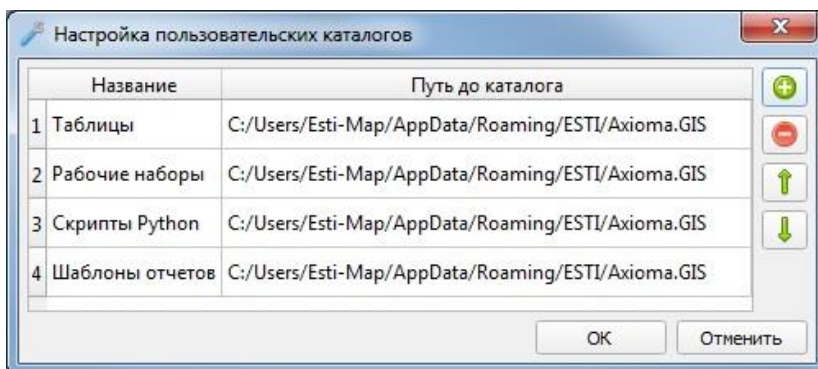 Настройка пользовательских каталогов
Название Путь до каталога
1 Таблицы C:/Users/Esti-Map/AppData/Roaming/ESTI/Axioma.GIS
2 Рабочие наборы C:/Users/Esti-Map/AppData/Roaming/ESTI/Axioma.GIS
3 Скрипты Python C:/Users/Esti-Map/AppData/Roaming/ESTI/Axioma.GIS
4 Шаблоны отчетов C:/Users/Esti-Map/AppData/Roaming/ESTI/Axioma.GIS
ОК Отменить